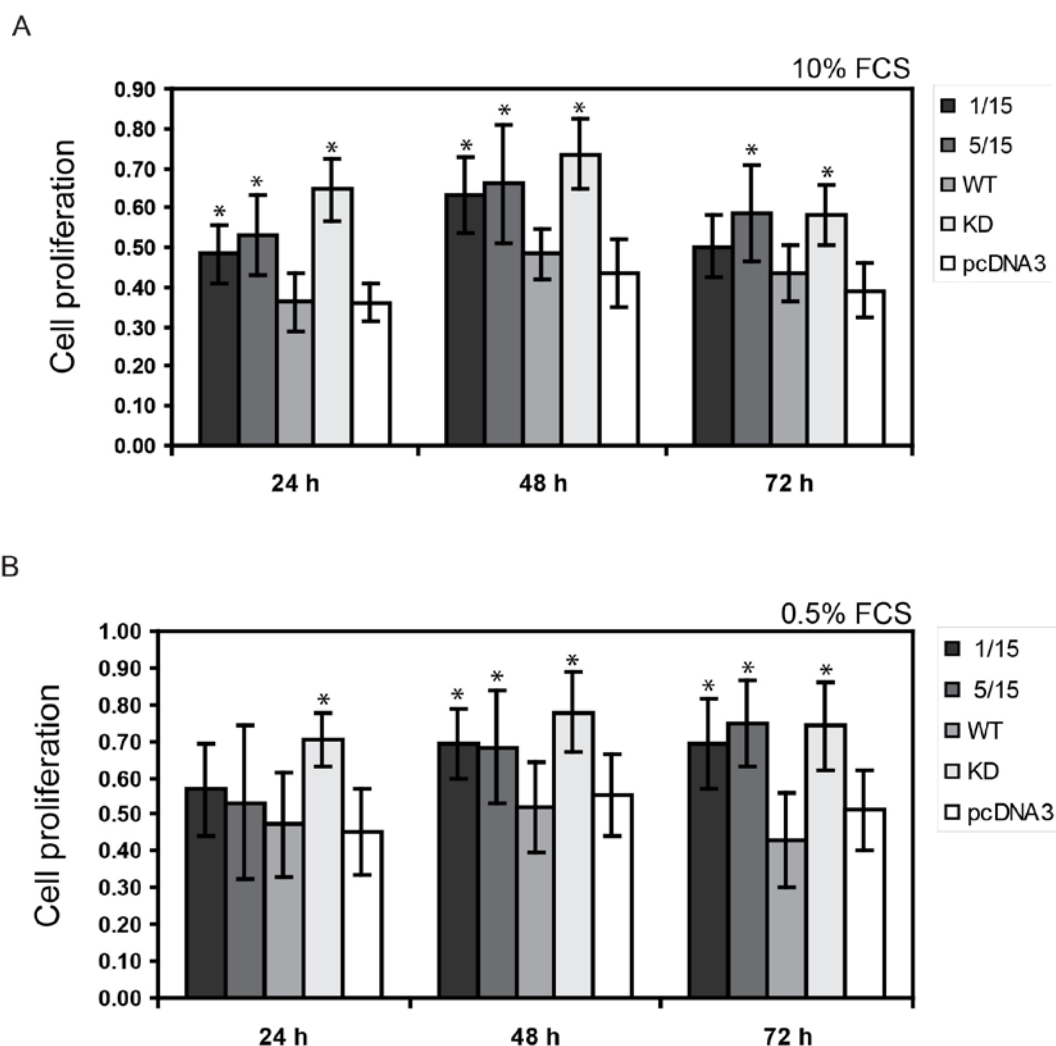 A
10% FCS
Cell proliferation
0.90
0.80
0.70
0.60
0.50
0.40
0.30
0.20
0.10
0.00
* * * * * * * *
24 h 48 h 72 h
1/15
5/15
WT
KD
pcDNA3
B
0.5% FCS
Cell proliferation
1.00
0.90
0.80
0.70
0.60
0.50
0.40
0.30
0.20
0.10
0.00
* * * * * * *
24 h 48 h 72 h
1/15
5/15
WT
KD
pcDNA3